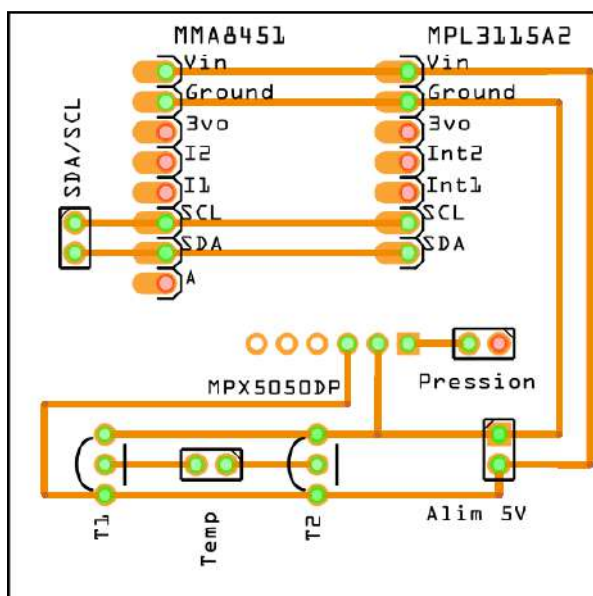 MMA8451
MPL3115A2
Vin
Vin
Ground
Ground
3vo
3vo
I2
Int2
I1
Int1
SDA/SCL
SCL
SCL
SDA
SDA
A
MPX5050DP
Pression
T1
Temp
T2
Alim 5V